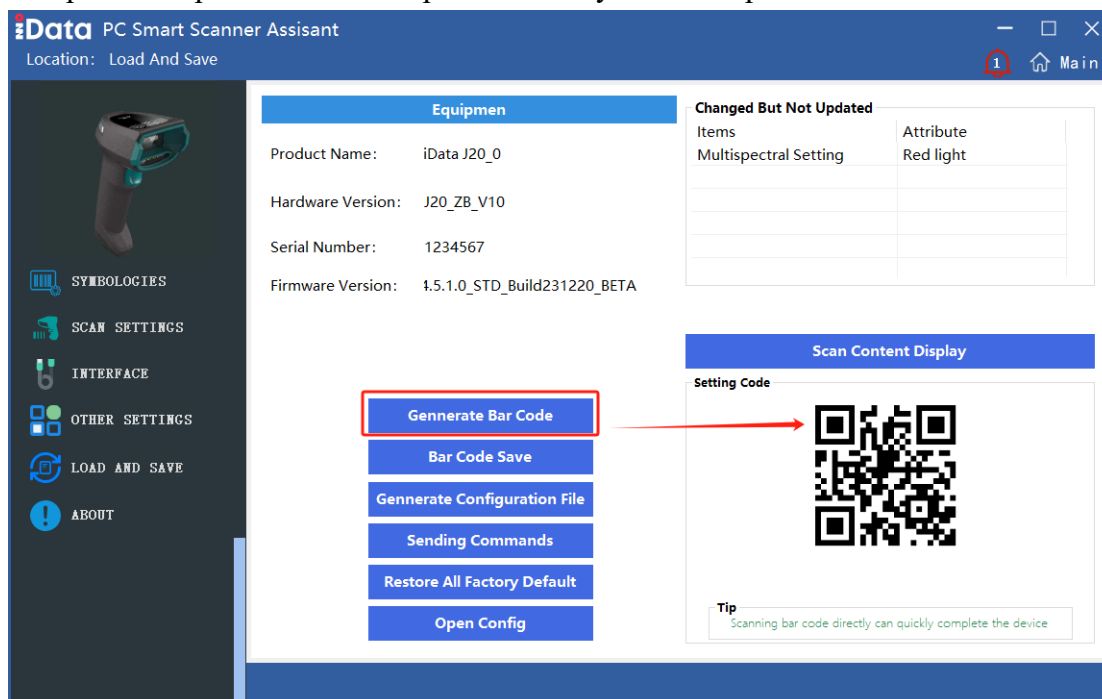 iData PC Smart Scanner Assisant
Location: Load And Save
1
Main
Equipmen
Product Name: iData J20_0
Hardware Version: J20_ZB_V10
Serial Number: 1234567
Firmware Version: 4.5.1.0_STD_Build231220_BETA
Changed But Not Updated
Items Attribute
Multispectral Setting Red light
SYMBOLOGIES
SCAN SETTINGS
INTERFACE
OTHER SETTINGS
LOAD AND SAVE
ABOUT
Gennerate Bar Code
Bar Code Save
Gennerate Configuration File
Sending Commands
Restore All Factory Default
Open Config
Scan Content Display
Setting Code
Tip
Scanning bar code directly can quickly complete the device